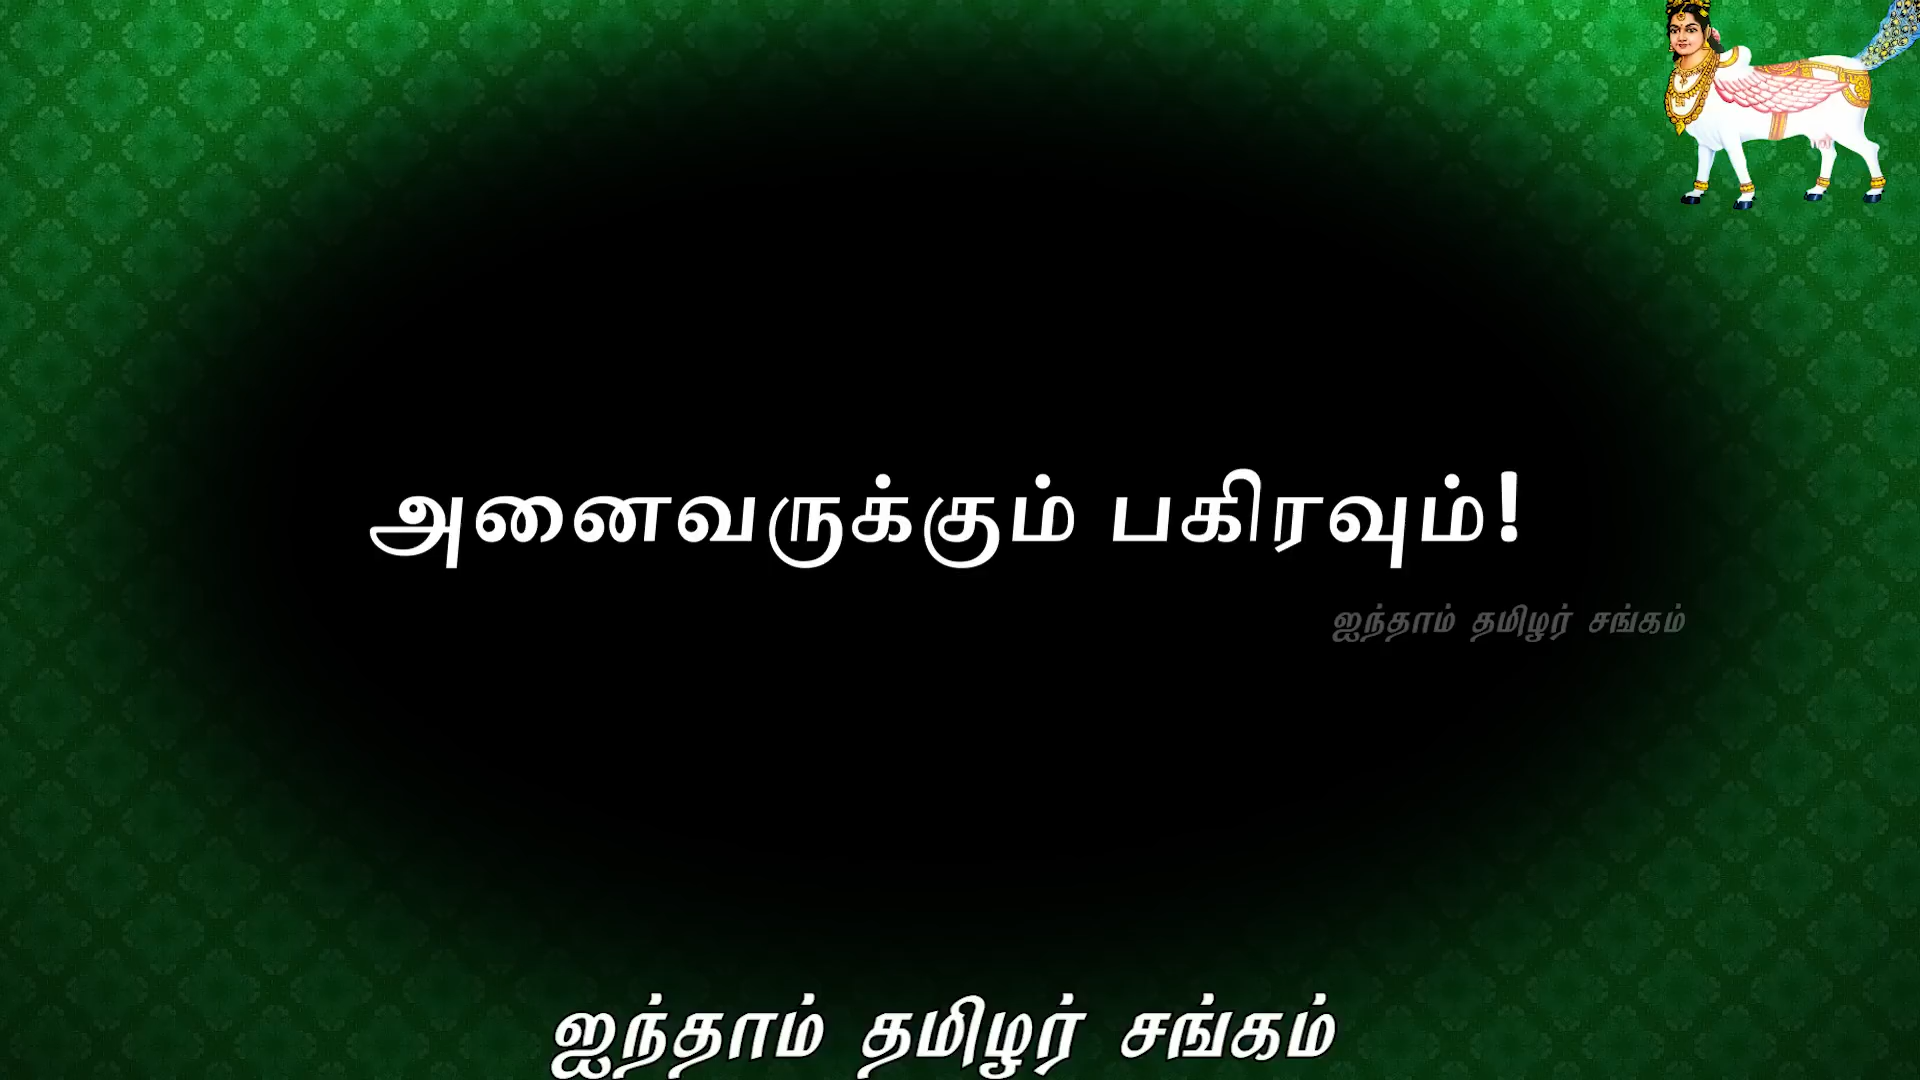 அனைவருக்கும் பகிரவும்!
ஐந்தாம் தமிழர் சங்கம்
ஐந்தாம் தமிழர் சங்கம்